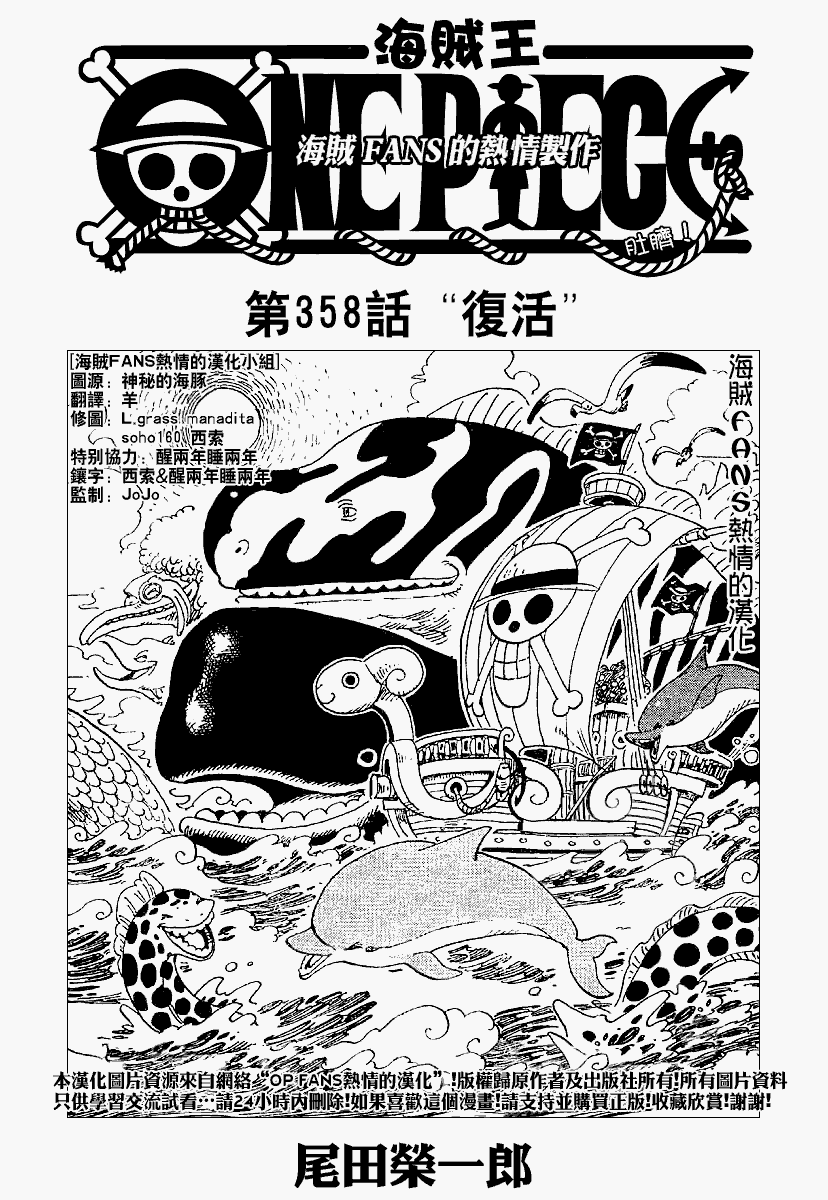 海賊王
ONE PIECE
海賊 FANS 的熱情製作
肚臍！
第358話 “復活”
[海賊FANS熱情的漢化小組]
圖源：神秘的海豚
翻譯：羊
修圖：L.grass manadita
soho160 西索
特别協力：醒兩年睡兩年
鑲字：西索&醒兩年睡兩年
監制：JoJo
海賊FANS熱情的漢化
本漢化圖片資源來自網絡“OP FANS熱情的漢化”!版權歸原作者及出版社所有!所有圖片資料
只供學習交流試看…請24小時內刪除!如果喜歡這個漫畫!請支持並購買正版!收藏欣賞!謝謝!
尾田榮一郎